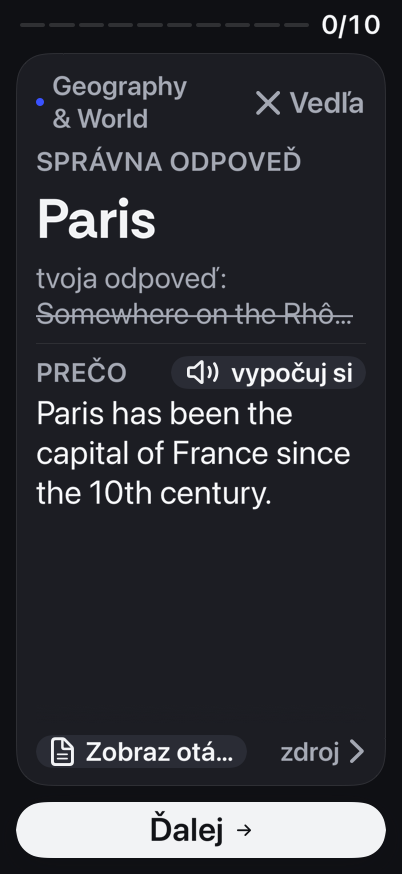 0/10
Geography
& World
Vedľa
SPRÁVNA ODPOVEĎ
Paris
tvoja odpoveď:
Somewhere on the Rhô…
PREČO
vypočuj si
Paris has been the
capital of France since
the 10th century.
Zobraz otá…
zdroj
Ďalej →